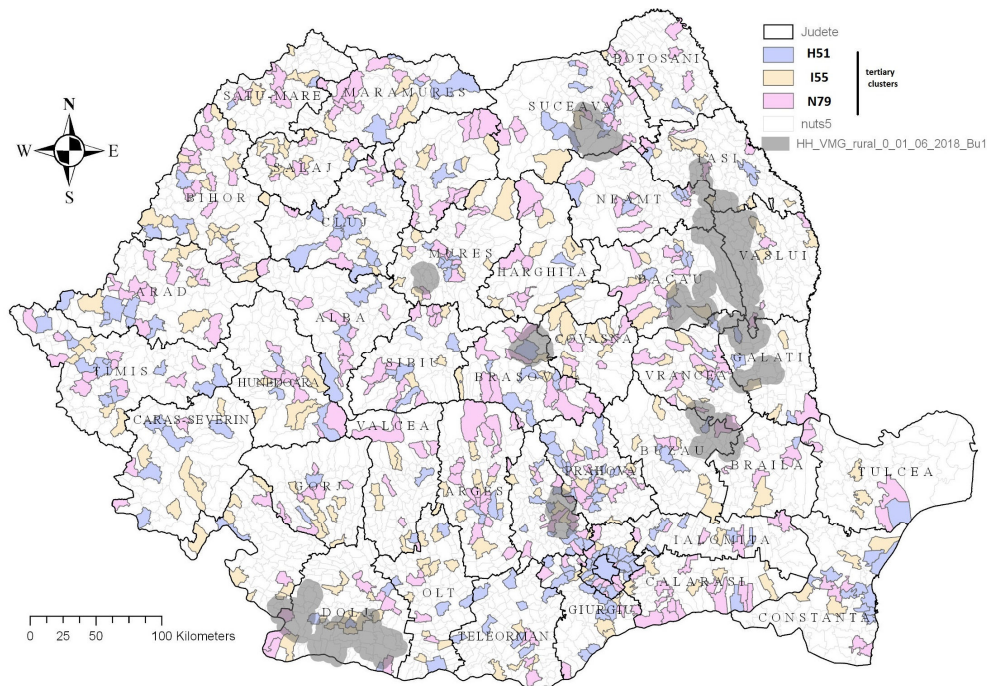 Judete
H51
I55
N79
tertiary
clusters
nuts5
HH_VMG_rural_0_01_06_2018_Bu1
N
W E
S
BOTOSANI
SATU-MARE
MARAMURES
SUCEAVA
IASI
SALAJ
BIHOR
NEAMT
CLUJ
MURES
HARGHITA
BACAU
VASLUI
ARAD
ALBA
COVASNA
SIBIU
BRASOV
GALATI
VRANCEA
TIMIS
HUNEDOARA
CARAS-SEVERIN
VALCEA
BUZAU
PRAHOVA
BRAILA
TULCEA
GORJ
ARGES
IALOMITA
CALARASI
OLT
DOLJ
GIURGIU
CONSTANTA
TELEORMAN
0 25 50 100 Kilometers